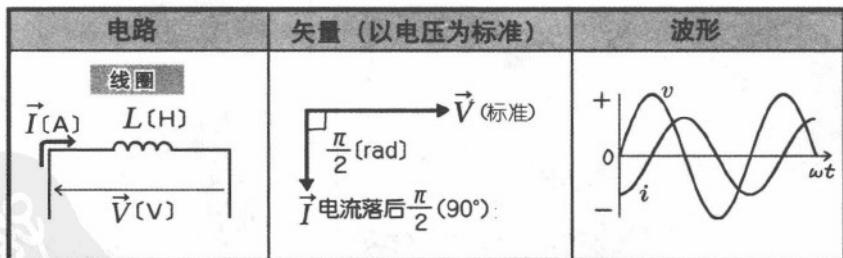 电路
矢量（以电压为标准）
波形
线圈
I⃗〔A〕
L〔H〕
V⃗〔V〕
V⃗ (标准)
π/2〔rad〕
I⃗ 电流落后 π/2 (90°)
+
v
0
ωt
−
i